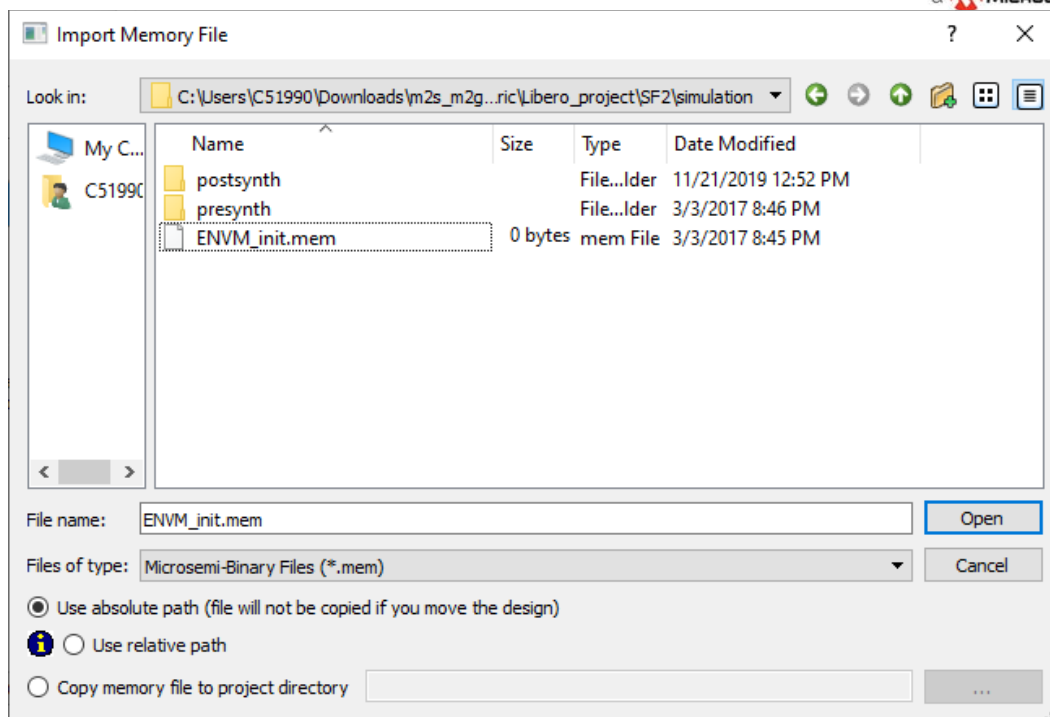 Import Memory File ? X
Look in: C:\Users\C51990\Downloads\m2s_m2g...ric\Libero_project\SF2\simulation
My C...
C51990
Name Size Type Date Modified
postsynth File...lder 11/21/2019 12:52 PM
presynth File...lder 3/3/2017 8:46 PM
ENVM_init.mem 0 bytes mem File 3/3/2017 8:45 PM
File name: ENVM_init.mem Open
Files of type: Microsemi-Binary Files (*.mem) Cancel
Use absolute path (file will not be copied if you move the design)
i Use relative path
Copy memory file to project directory ...